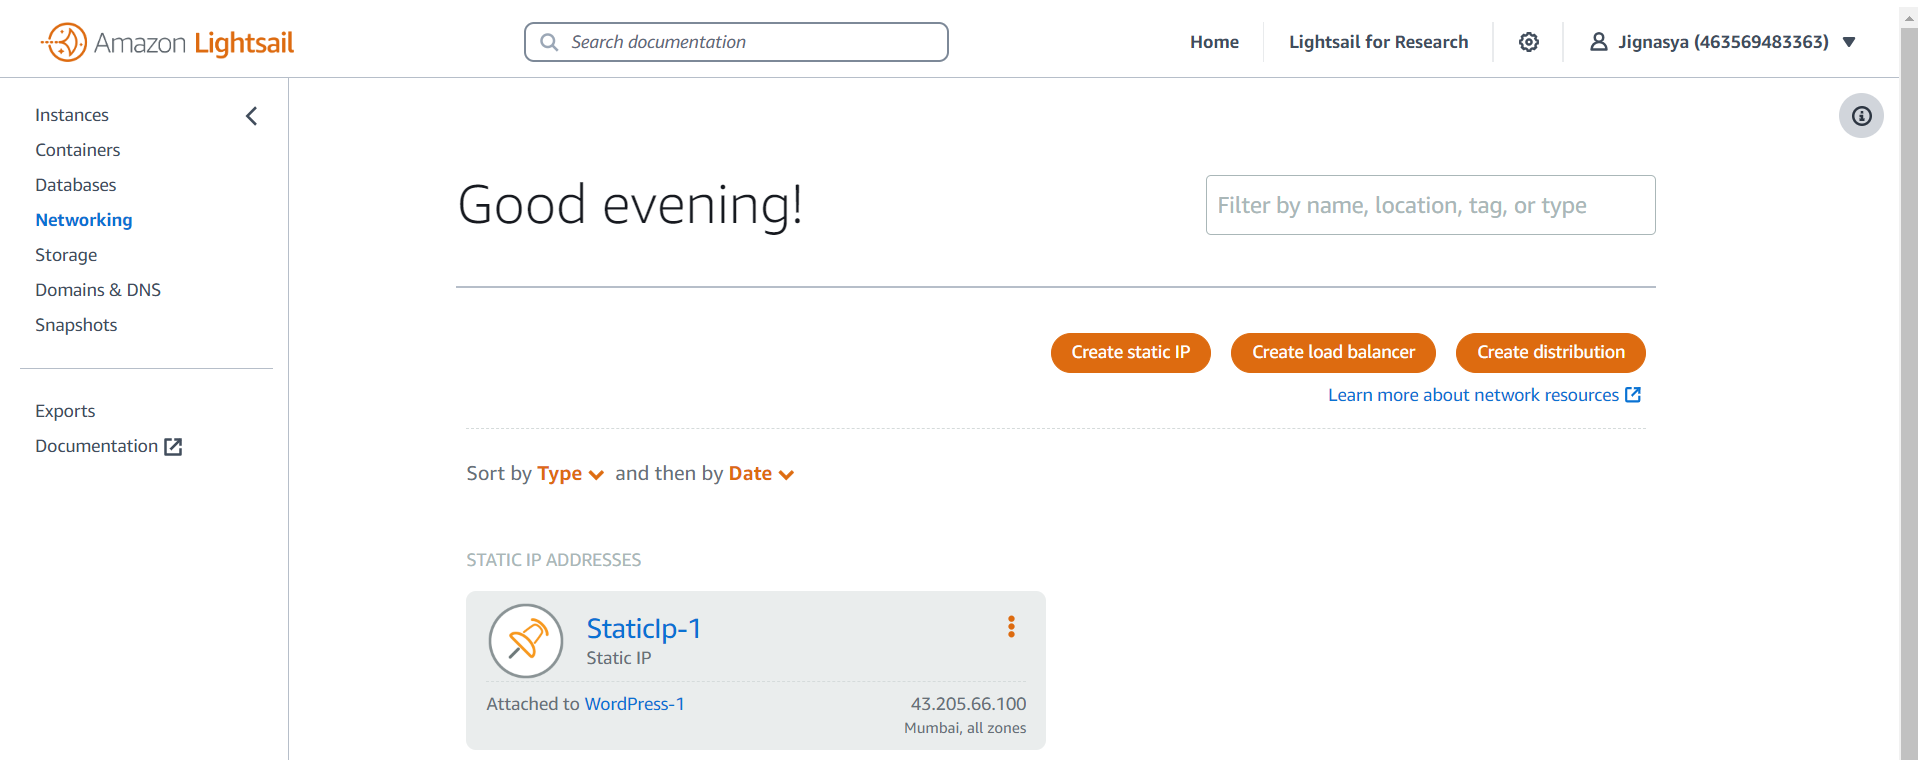 Amazon Lightsail
Search documentation
Home
Lightsail for Research
Jignasya (463569483363)
Instances
Containers
Databases
Networking
Storage
Domains & DNS
Snapshots
Exports
Documentation
Good evening!
Filter by name, location, tag, or type
Create static IP
Create load balancer
Create distribution
Learn more about network resources
Sort by Type and then by Date
STATIC IP ADDRESSES
StaticIp-1
Static IP
Attached to WordPress-1
43.205.66.100
Mumbai, all zones